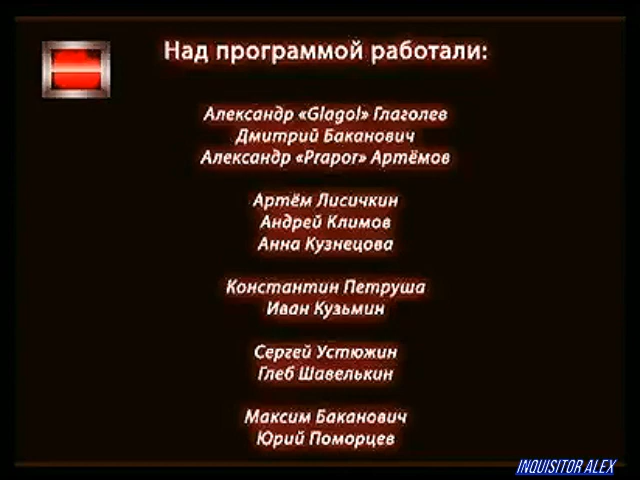 Над программой работали:
Александр «Glagol» Глаголев
Дмитрий Баканович
Александр «Prapor» Артёмов
Артём Лисичкин
Андрей Климов
Анна Кузнецова
Константин Петруша
Иван Кузьмин
Сергей Устюжин
Глеб Шавелькин
Максим Баканович
Юрий Поморцев
INQUISITOR ALEX